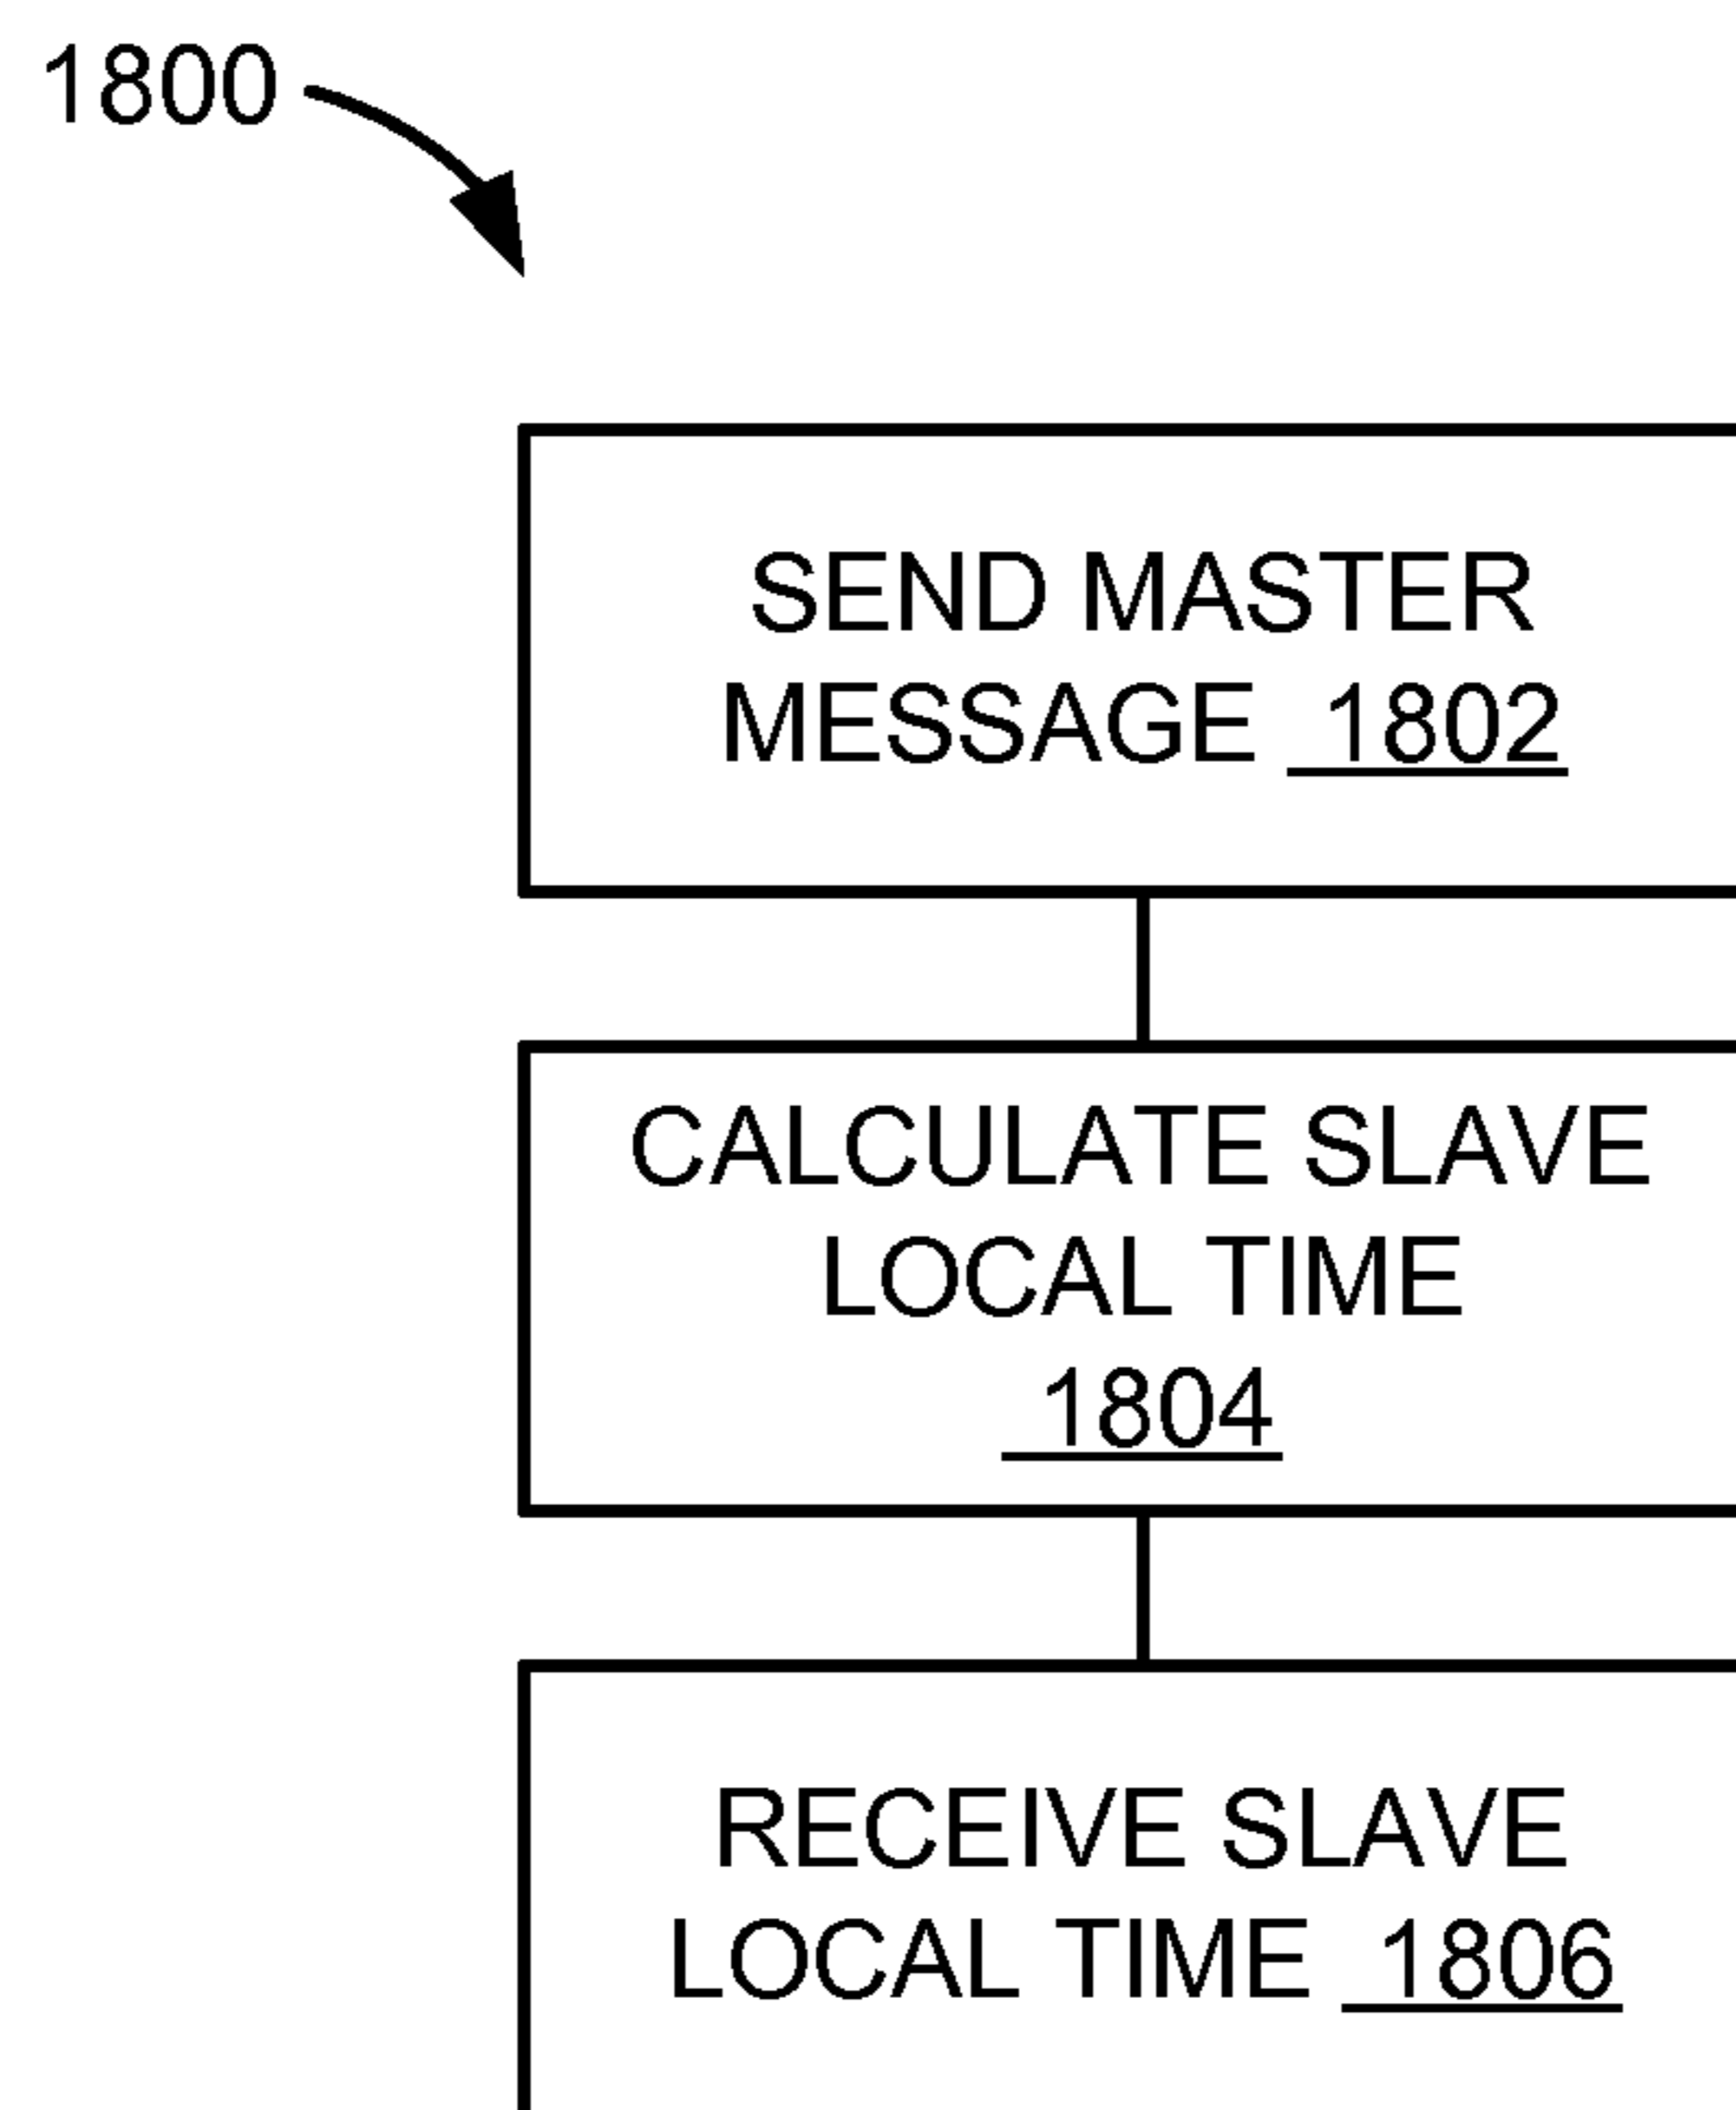 1800
SEND MASTER
MESSAGE 1802
CALCULATE SLAVE
LOCAL TIME
1804
RECEIVE SLAVE
LOCAL TIME 1806